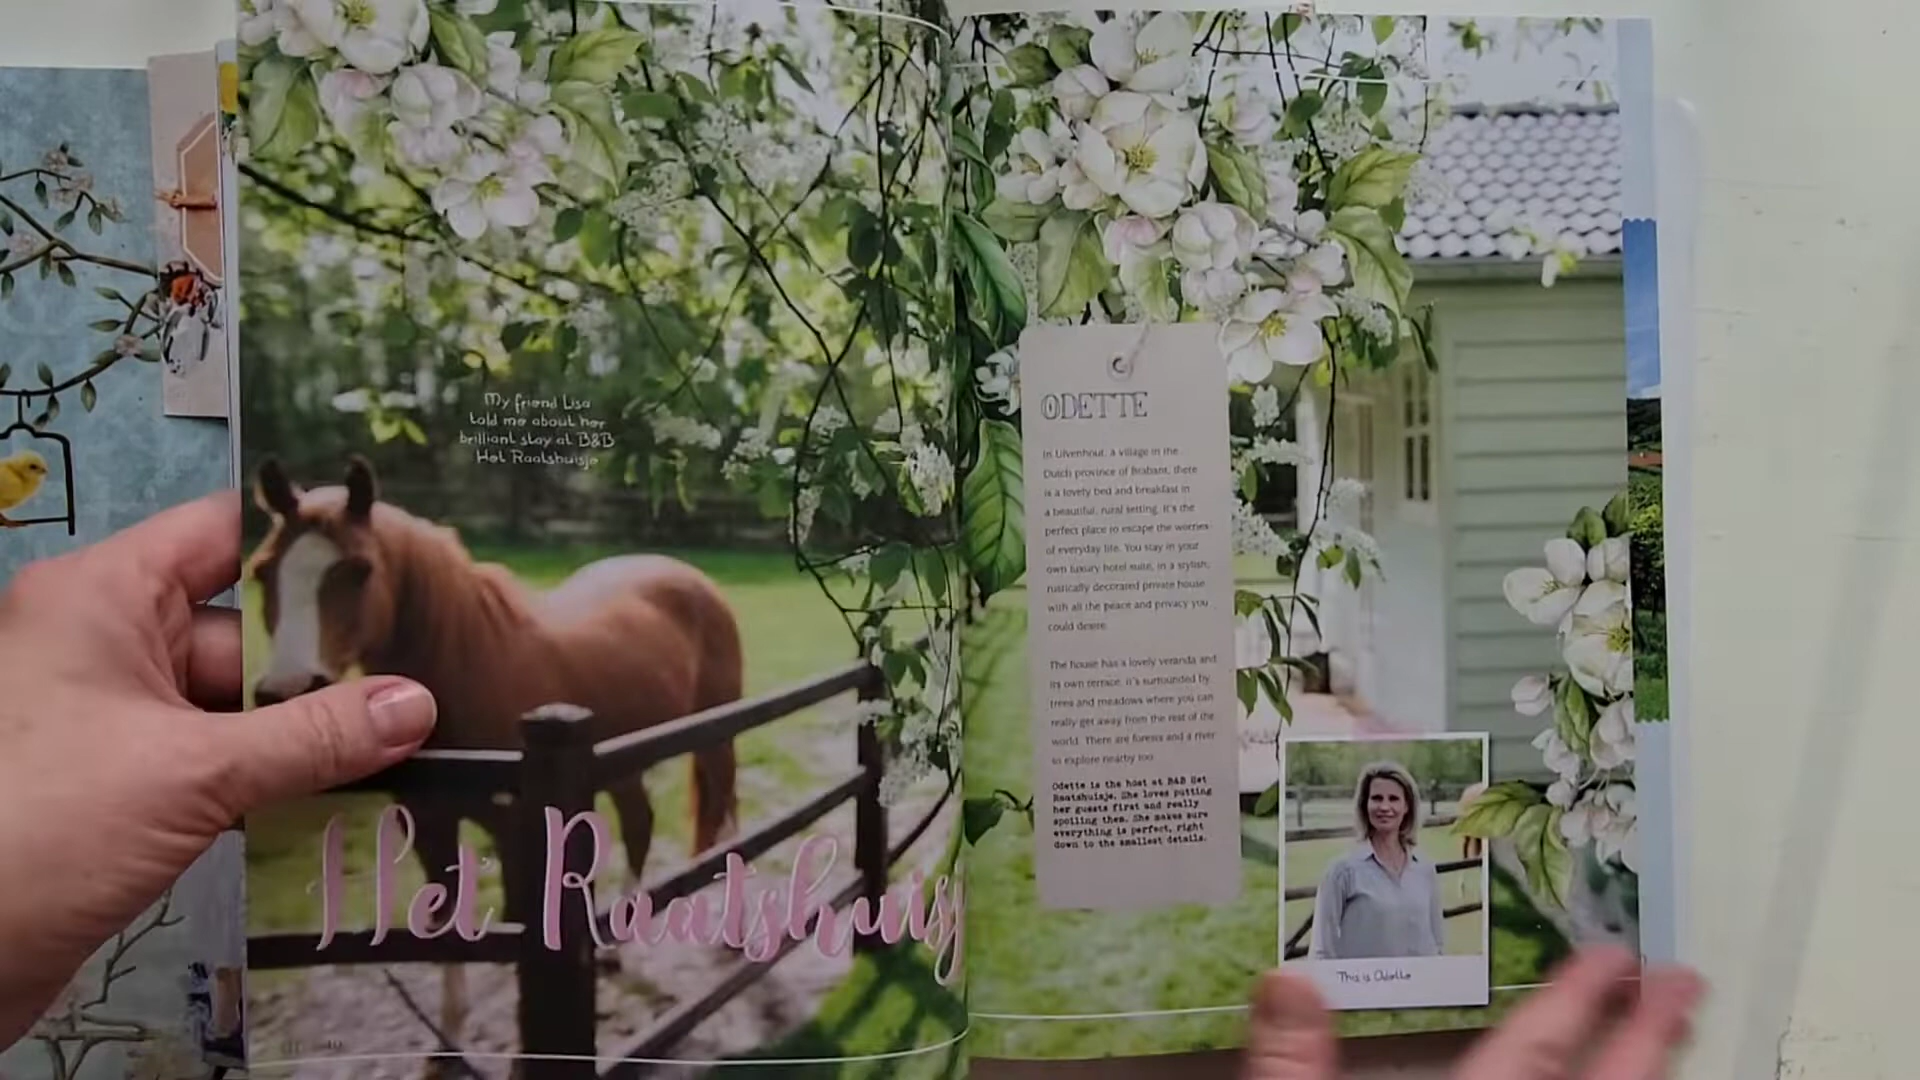 My friend Lisa
told me about her
brilliant stay at B&B
Het Raatshuisje
Het Raatshuisj
ODETTE
In Ulvenhout, a village in the
Dutch province of Brabant, there
is a lovely bed and breakfast in
a beautiful, rural setting. It's the
perfect place to escape the worries
of everyday life. You stay in your
own luxury hotel suite, in a stylish,
rustically decorated private house
with all the peace and privacy you
could desire.
The house has a lovely veranda and
its own terrace. It's surrounded by
trees and meadows where you can
really get away from the rest of the
world. There are forests and a river
to explore nearby too.
Odette is the host at B&B Het
Raatshuisje. She loves putting
her guests first and really
spoiling them. She makes sure
everything is perfect, right
down to the smallest details.
This is Odette